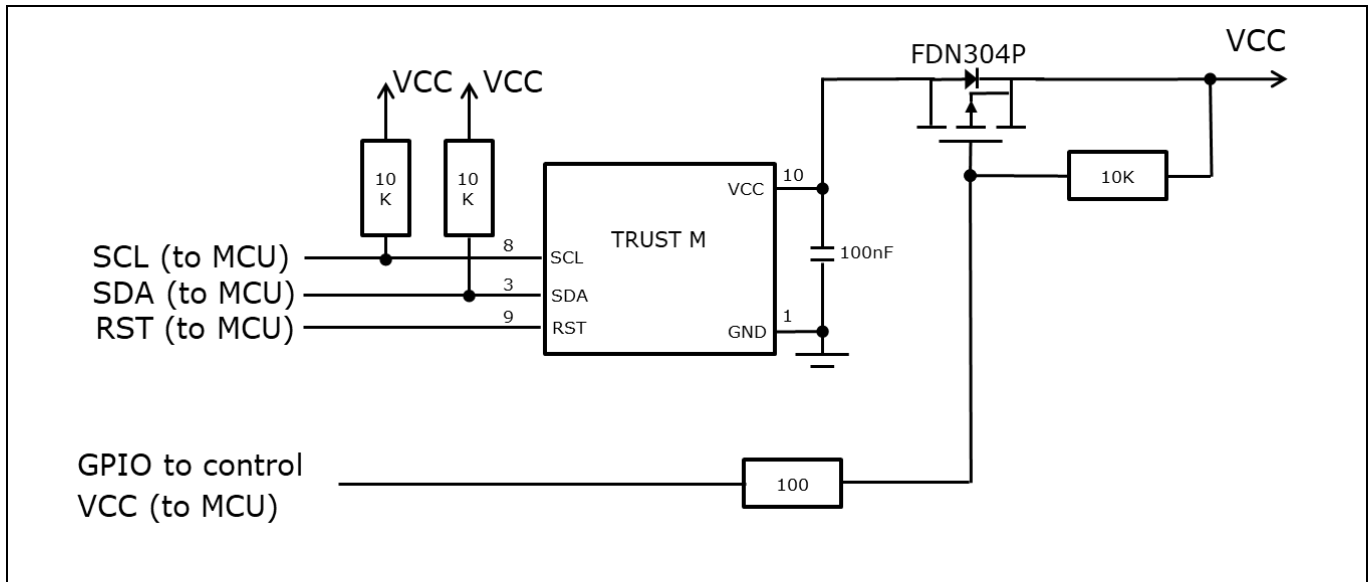 FDN304P
VCC
VCC
VCC
10
K
10
K
10K
VCC
10
TRUST M
100nF
SCL (to MCU)
8
SCL
SDA (to MCU)
3
SDA
RST (to MCU)
9
RST
GND
1
GPIO to control
VCC (to MCU)
100